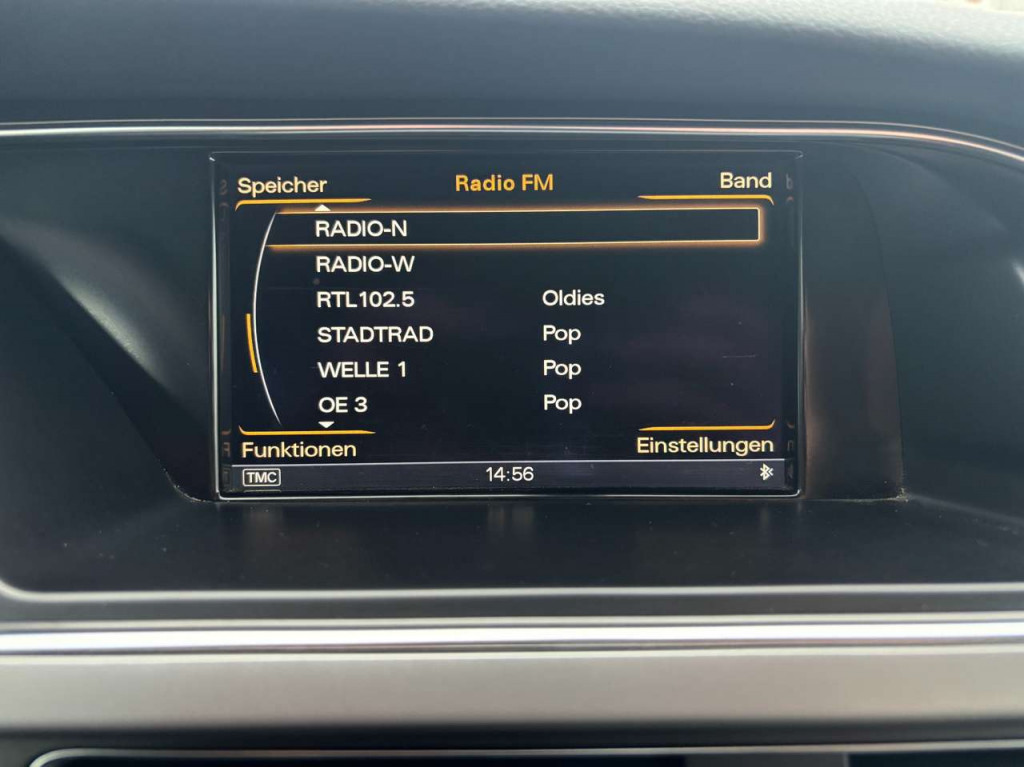 Speicher Radio FM Band
RADIO-N
RADIO-W
RTL102.5 Oldies
STADTRAD Pop
WELLE 1 Pop
OE 3 Pop
Funktionen Einstellungen
TMC 14:56